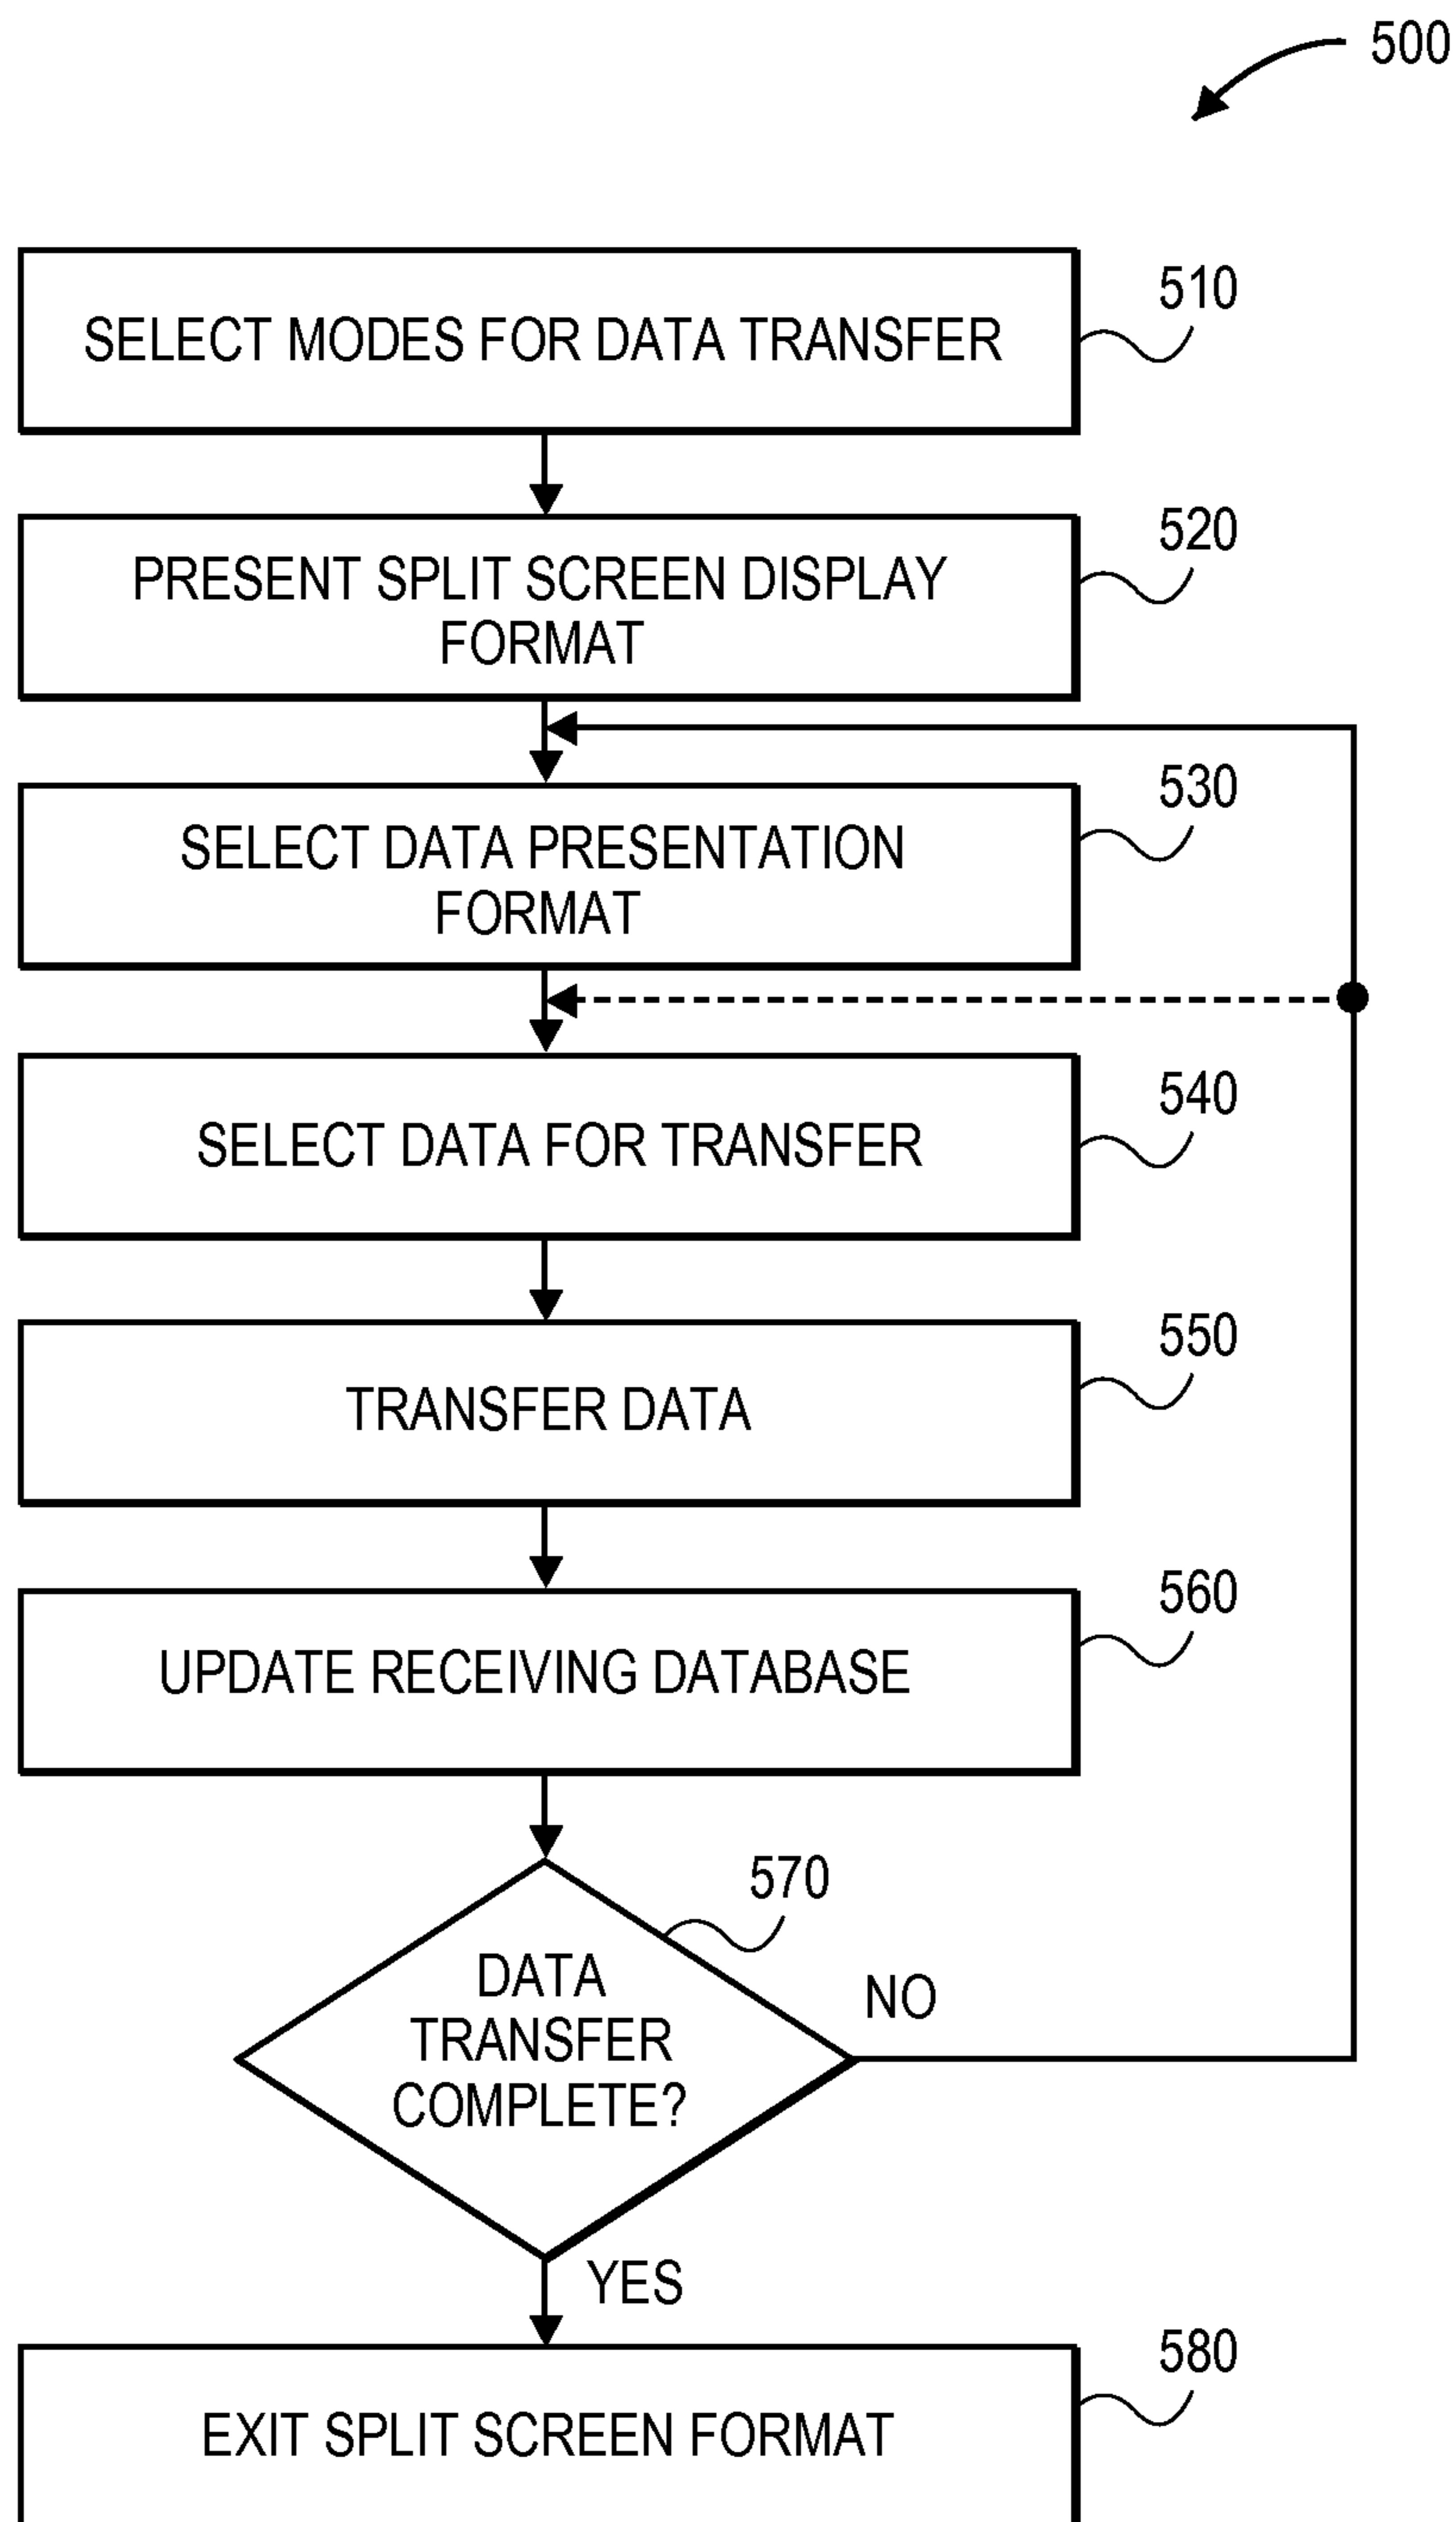 500
SELECT MODES FOR DATA TRANSFER
510
PRESENT SPLIT SCREEN DISPLAY
FORMAT
520
SELECT DATA PRESENTATION
FORMAT
530
SELECT DATA FOR TRANSFER
540
TRANSFER DATA
550
UPDATE RECEIVING DATABASE
560
DATA
TRANSFER
COMPLETE?
570
NO
YES
EXIT SPLIT SCREEN FORMAT
580